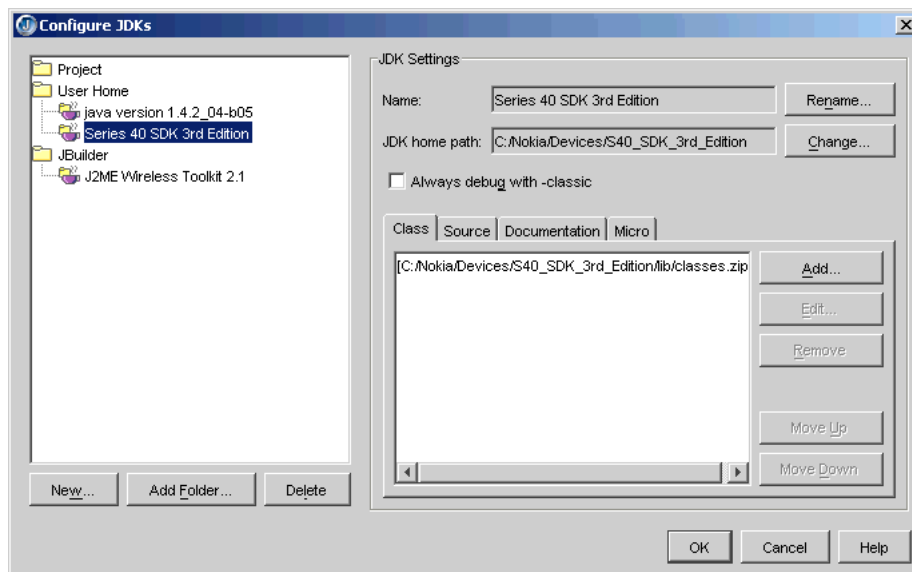 Configure JDKs
Project
User Home
java version 1.4.2_04-b05
Series 40 SDK 3rd Edition
JBuilder
J2ME Wireless Toolkit 2.1
New...
Add Folder...
Delete
JDK Settings
Name:
Series 40 SDK 3rd Edition
Rename...
JDK home path:
C:/Nokia/Devices/S40_SDK_3rd_Edition
Change...
Always debug with -classic
Class
Source
Documentation
Micro
[C:/Nokia/Devices/S40_SDK_3rd_Edition/lib/classes.zip
Add...
Edit...
Remove
Move Up
Move Down
OK
Cancel
Help